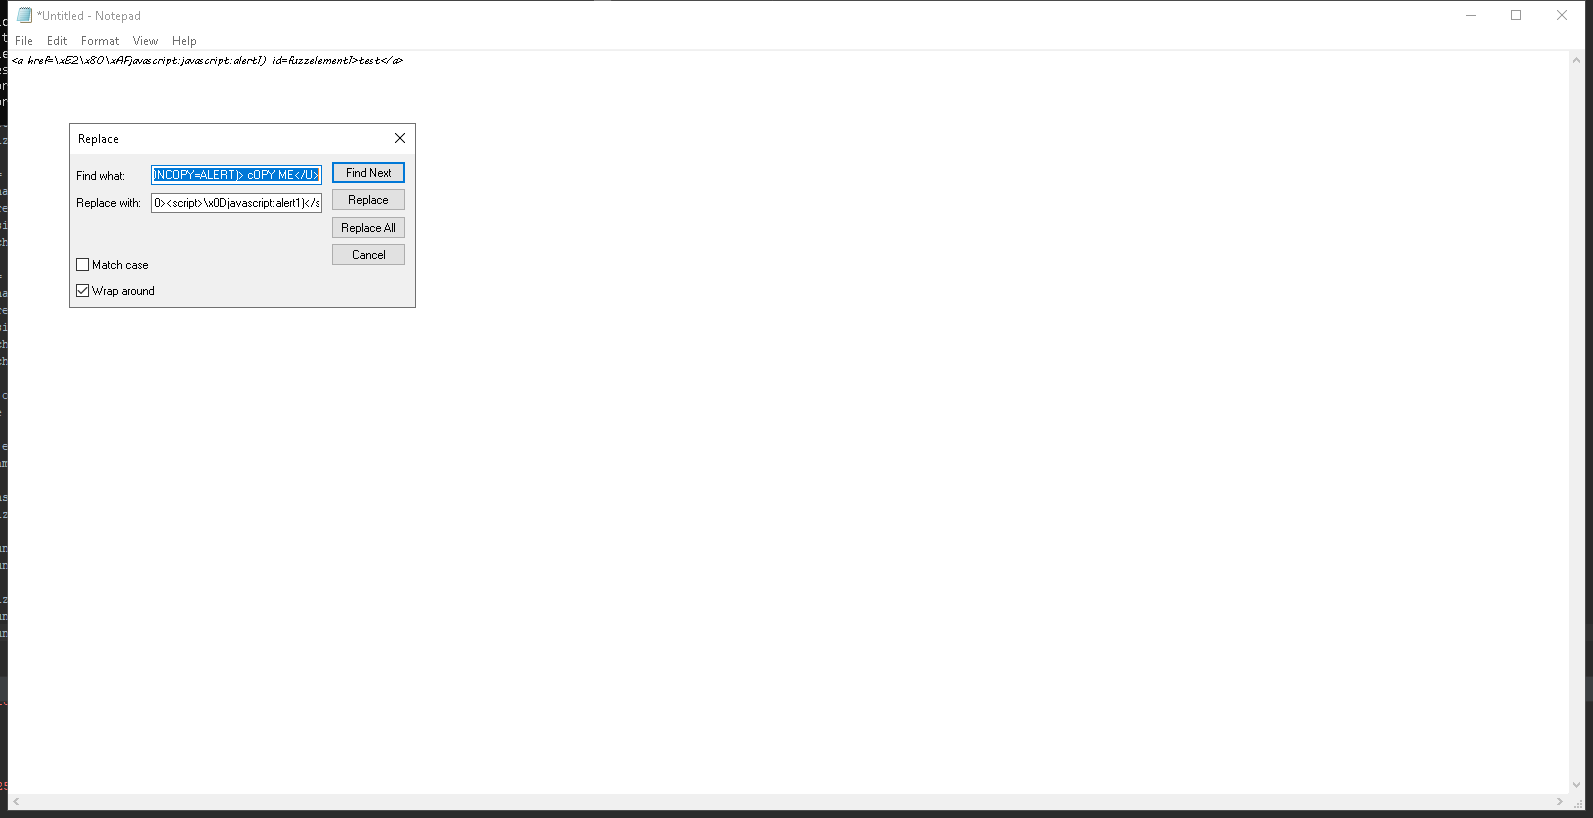 *Untitled - Notepad
File Edit Format View Help
<a href=\xE2\x80\xAFjavascript:javascript:alert1) id=fuzzelement1>test</a>
Replace
Find what: ONCOPY=ALERT)> cOPY ME</U> Find Next
Replace with: 0><script>\x0Djavascript:alert1)</s Replace
Replace All
Cancel
Match case
Wrap around